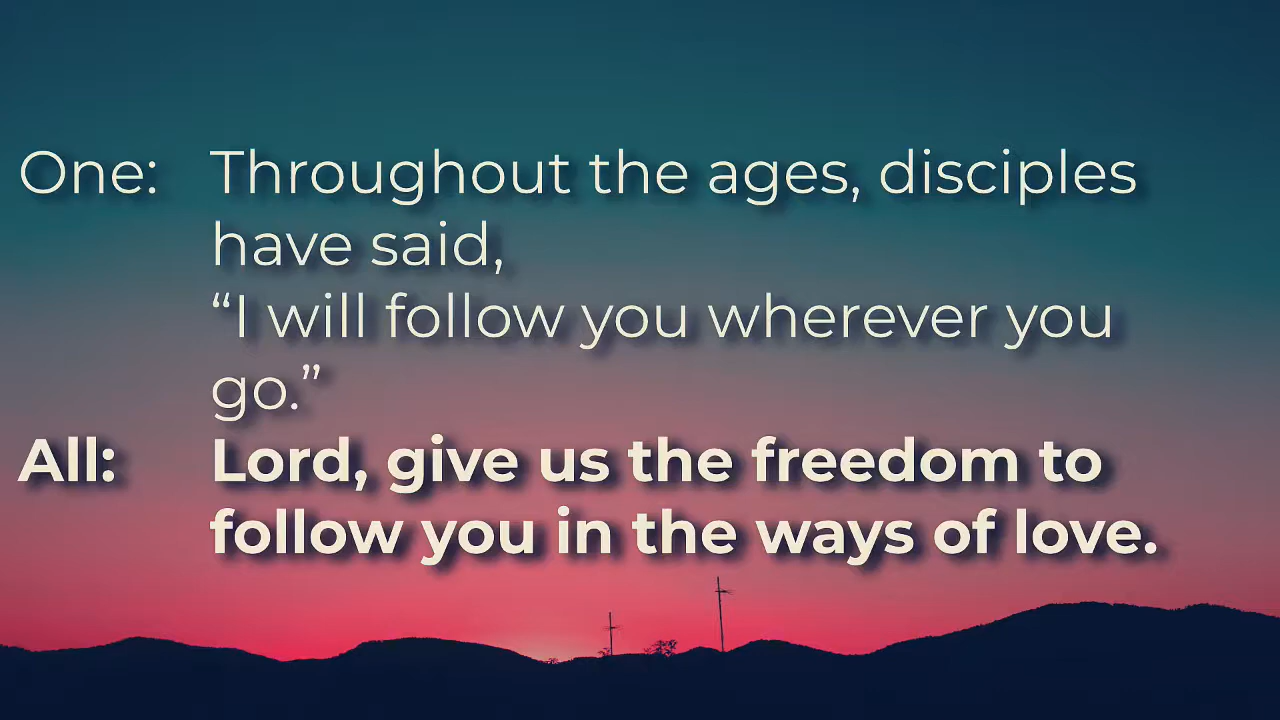 One: Throughout the ages, disciples
have said,
“I will follow you wherever you
go.”
All: Lord, give us the freedom to
follow you in the ways of love.